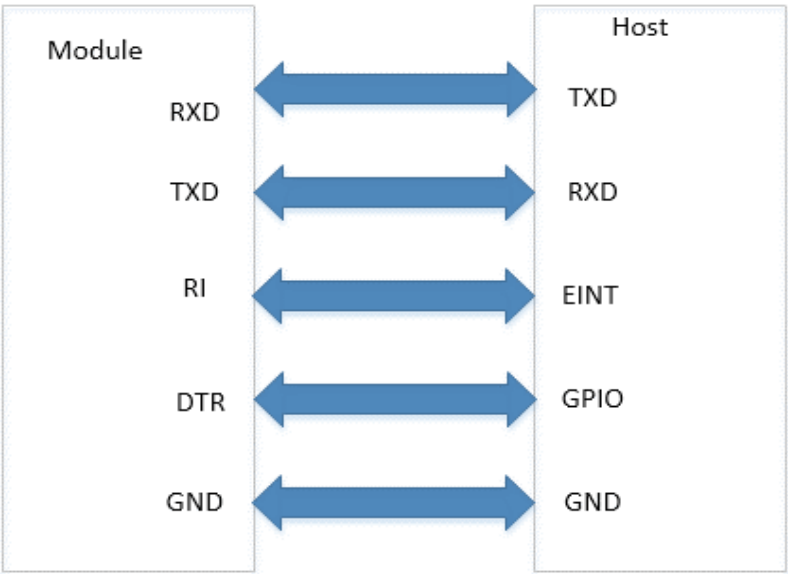 Module
Host
RXD
TXD
TXD
RXD
RI
EINT
DTR
GPIO
GND
GND